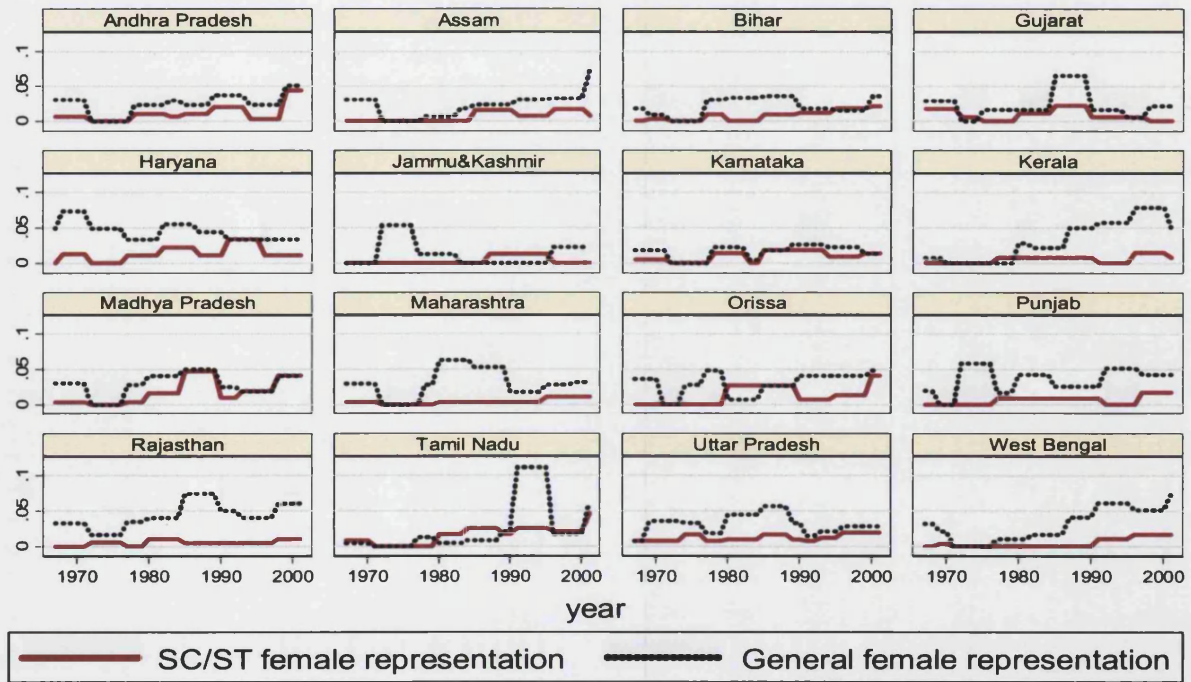 Andhra Pradesh Assam Bihar Gujarat
.1
.05
0
Haryana Jammu&Kashmir Karnataka Kerala
.1
.05
0
Madhya Pradesh Maharashtra Orissa Punjab
.1
.05
0
Rajasthan Tamil Nadu Uttar Pradesh West Bengal
.1
.05
0
1970 1980 1990 2000 1970 1980 1990 2000 1970 1980 1990 2000 1970 1980 1990 2000
year
SC/ST female representation General female representation